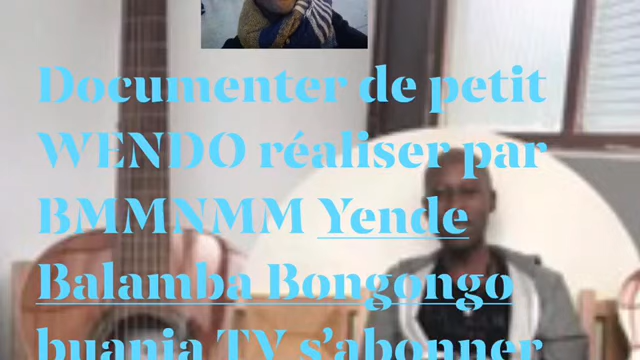 Documenter de petit
WENDO réaliser par
BMMNMM Yende
Balamba Bongongo
buania TV s'abonner